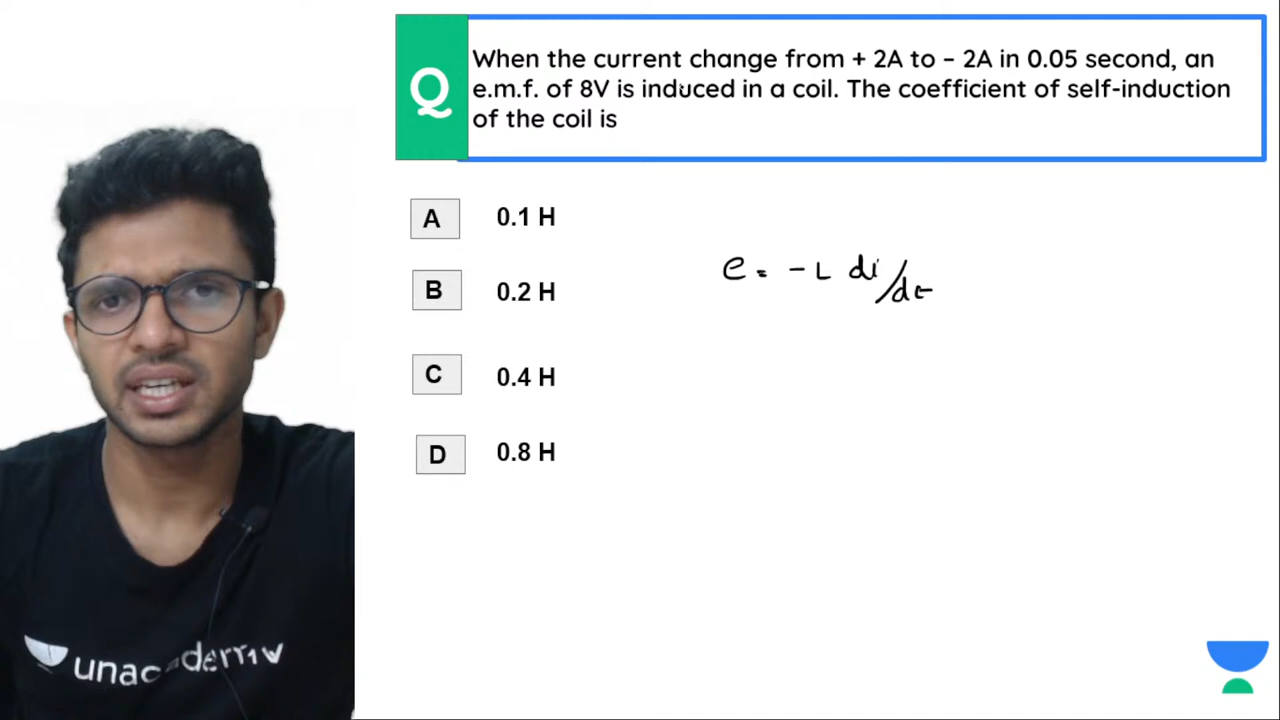 Q
When the current change from + 2A to – 2A in 0.05 second, an
e.m.f. of 8V is induced in a coil. The coefficient of self-induction
of the coil is
A 0.1 H
B 0.2 H
C 0.4 H
D 0.8 H
e = - L di/dt
unacademy